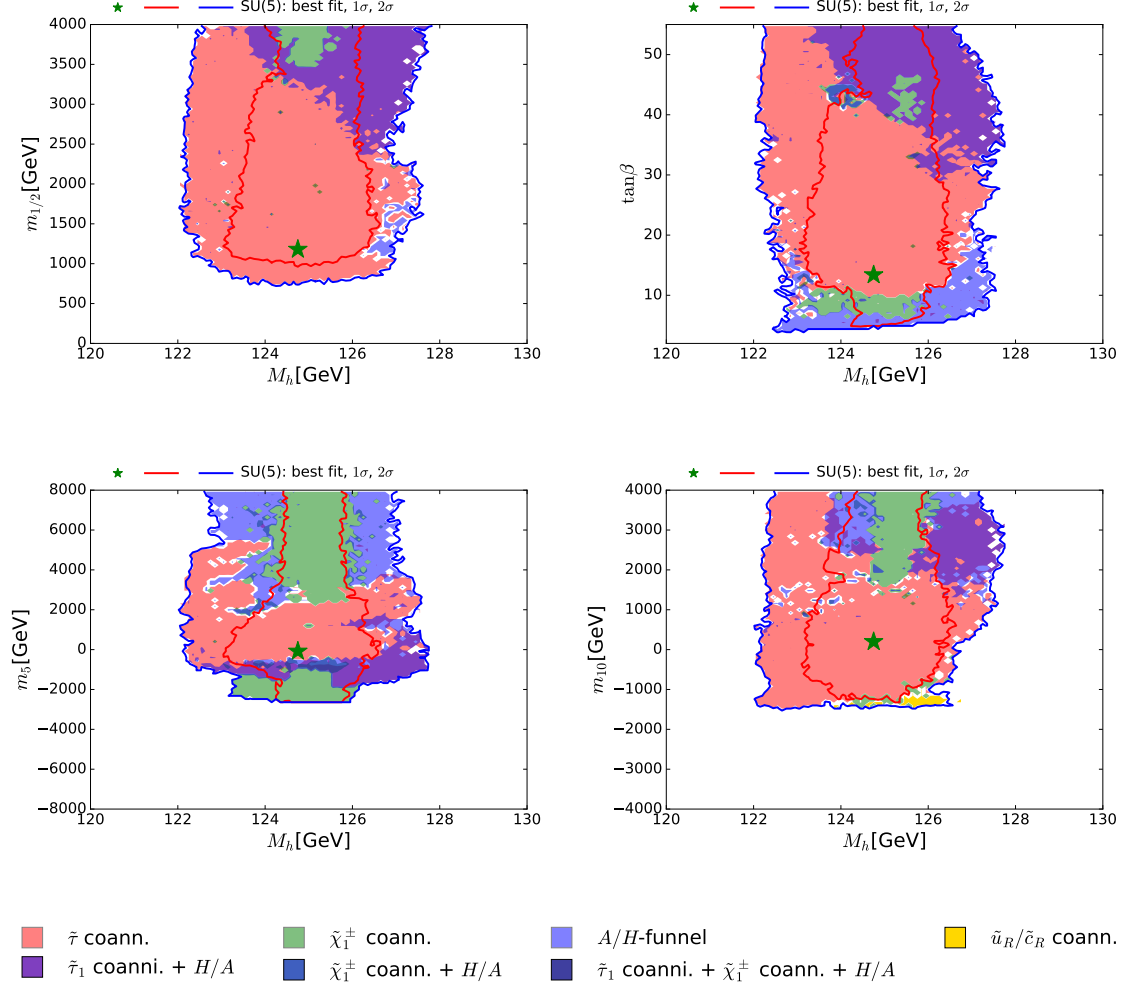 SU(5): best fit, 1σ, 2σ
4000
3500
3000
2500
2000
1500
1000
500
0
m_{1/2}[GeV]
120 122 124 126 128 130
M_h[GeV]
SU(5): best fit, 1σ, 2σ
50
40
30
20
10
tanβ
120 122 124 126 128 130
M_h[GeV]
SU(5): best fit, 1σ, 2σ
8000
6000
4000
2000
0
−2000
−4000
−6000
−8000
m_5[GeV]
120 122 124 126 128 130
M_h[GeV]
SU(5): best fit, 1σ, 2σ
4000
3000
2000
1000
0
−1000
−2000
−3000
−4000
m_{10}[GeV]
120 122 124 126 128 130
M_h[GeV]
τ̃ coann. χ̃₁^± coann. A/H-funnel ũ_R/c̃_R coann.
τ̃₁ coanni. + H/A χ̃₁^± coann. + H/A τ̃₁ coanni. + χ̃₁^± coann. + H/A